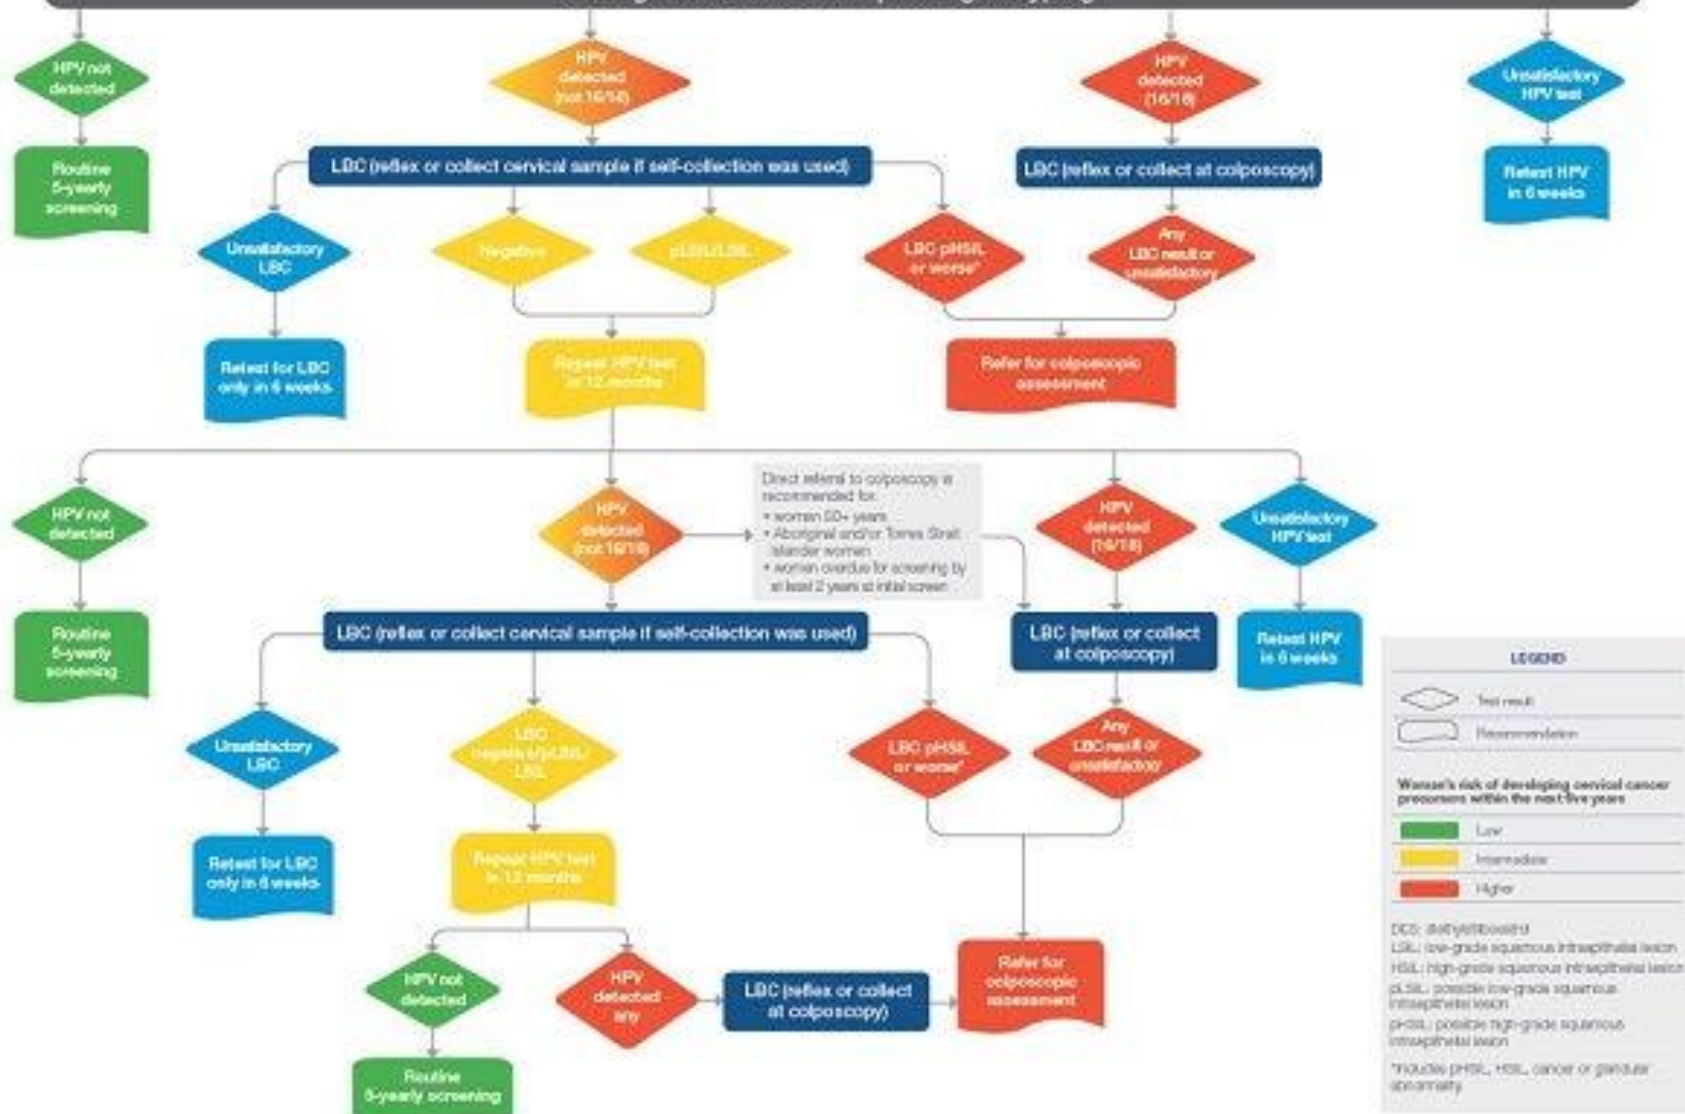 HPV not
detected
HPV
detected
(not 16/18)
HPV
detected
(16/18)
Unsatisfactory
HPV test
Routine
5-yearly
screening
LBC (reflex or collect cervical sample if self-collection was used)
LBC (reflex or collect at colposcopy)
Retest HPV
in 6 weeks
Unsatisfactory
LBC
Negative
pLSIL/LSIL
LBC pHSIL
or worse*
Any
LBC result or
unsatisfactory
Retest for LBC
only in 6 weeks
Repeat HPV test
in 12 months
Refer for colposcopic
assessment
HPV not
detected
HPV
detected
(not 16/18)
Direct referral to colposcopy is
recommended for:
• women 50+ years
• Aboriginal and/or Torres Strait
Islander women
• women overdue for screening by
at least 2 years at initial screen
HPV
detected
(16/18)
Unsatisfactory
HPV test
Routine
5-yearly
screening
LBC (reflex or collect cervical sample if self-collection was used)
LBC (reflex or collect
at colposcopy)
Retest HPV
in 6 weeks
Unsatisfactory
LBC
LBC
negative/pLSIL/
LSIL
LBC pHSIL
or worse*
Any
LBC result or
unsatisfactory
Retest for LBC
only in 6 weeks
Repeat HPV test
in 12 months
HPV not
detected
HPV
detected
any
LBC (reflex or collect
at colposcopy)
Refer for
colposcopic
assessment
Routine
5-yearly screening
LEGEND
Test result
Recommendation
Woman's risk of developing cervical cancer
precursors within the next five years
Low
Intermediate
Higher
DES: diethylstilboestrol
LSIL: low-grade squamous intraepithelial lesion
HSIL: high-grade squamous intraepithelial lesion
pLSIL: possible low-grade squamous
intraepithelial lesion
pHSIL: possible high-grade squamous
intraepithelial lesion
*Includes pHSIL, HSIL, cancer or glandular
abnormality